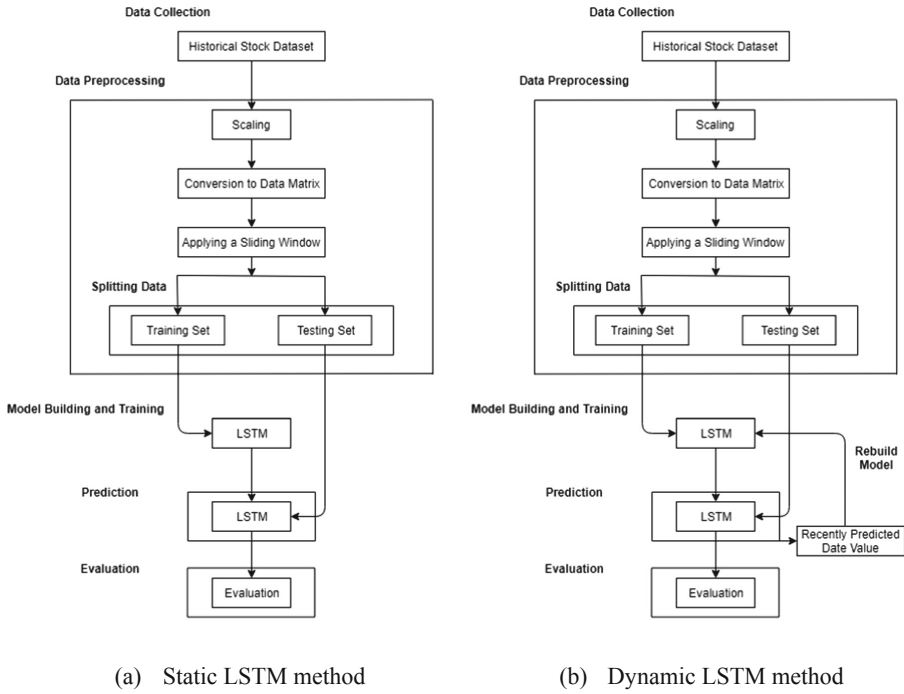 Data Collection
Historical Stock Dataset
Data Preprocessing
Scaling
Conversion to Data Matrix
Applying a Sliding Window
Splitting Data
Training Set
Testing Set
Model Building and Training
LSTM
Prediction
LSTM
Evaluation
Evaluation
(a) Static LSTM method
Data Collection
Historical Stock Dataset
Data Preprocessing
Scaling
Conversion to Data Matrix
Applying a Sliding Window
Splitting Data
Training Set
Testing Set
Model Building and Training
LSTM
Rebuild
Model
Prediction
LSTM
Recently Predicted
Date Value
Evaluation
Evaluation
(b) Dynamic LSTM method